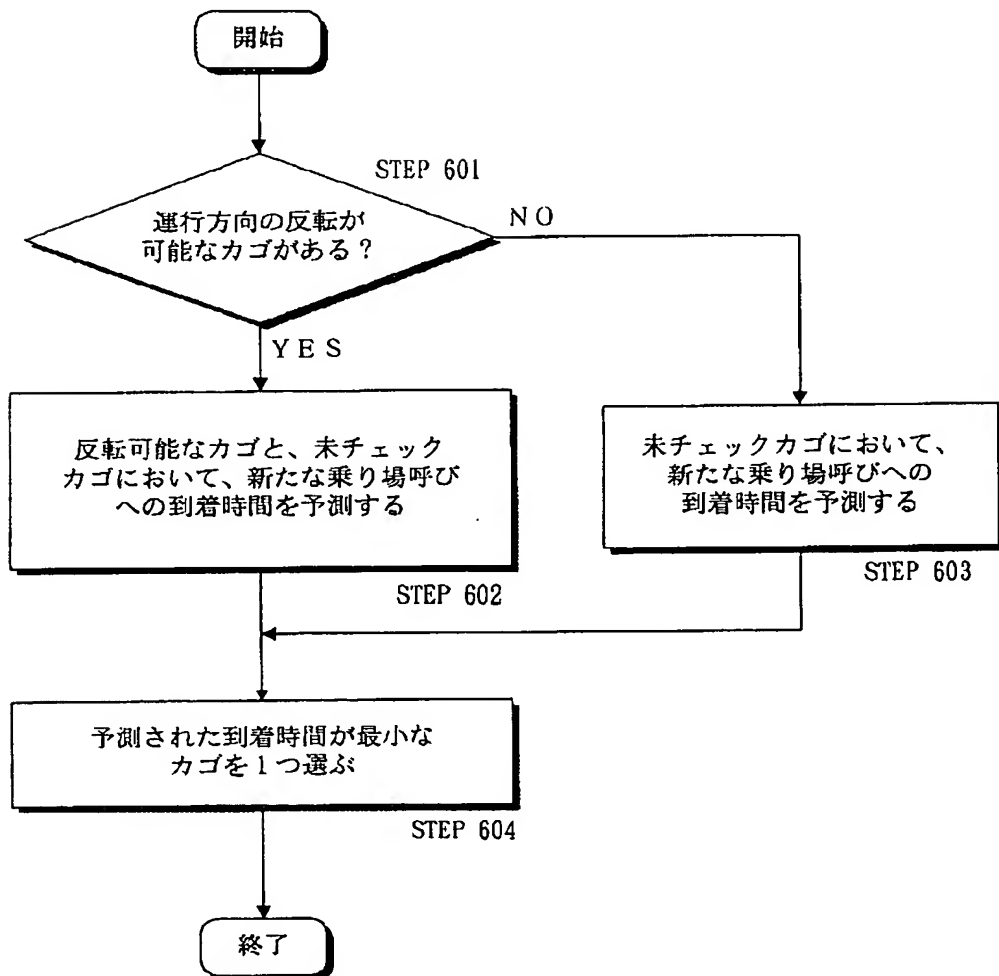 開始
STEP 601
運行方向の反転が
可能なカゴがある?
NO
YES
反転可能なカゴと、未チェック
カゴにおいて、新たな乗り場呼び
への到着時間を予測する
STEP 602
未チェックカゴにおいて、
新たな乗り場呼びへの
到着時間を予測する
STEP 603
予測された到着時間が最小な
カゴを1つ選ぶ
STEP 604
終了